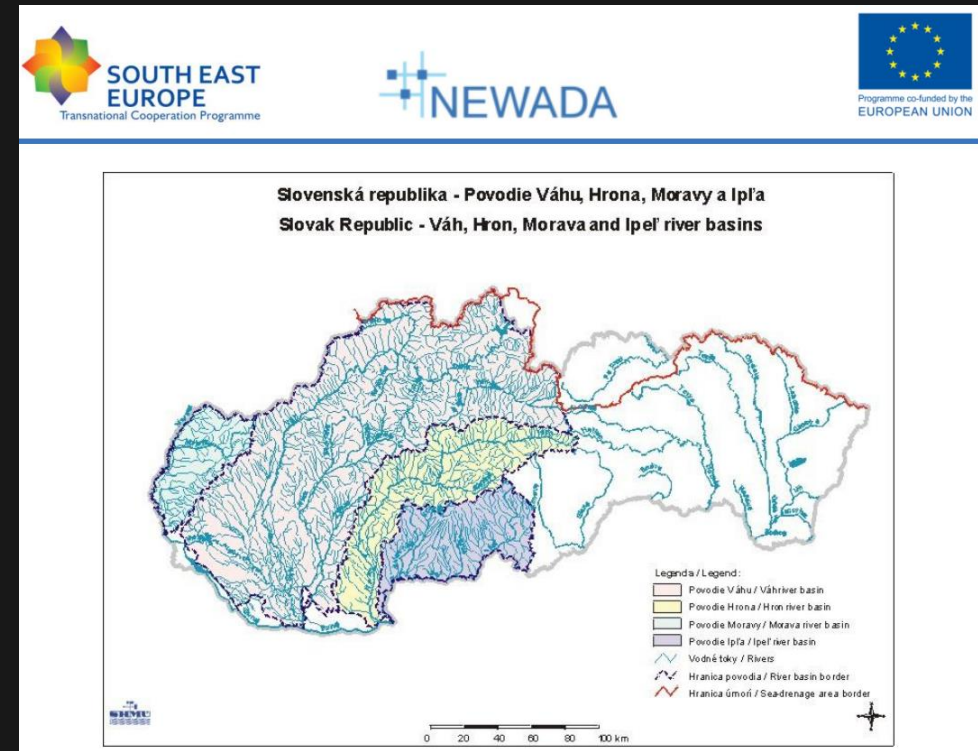 SOUTH EAST
EUROPE
Transnational Cooperation Programme
NEWADA
Programme co-funded by the
EUROPEAN UNION
Slovenská republika - Povodie Váhu, Hrona, Moravy a Ipľa
Slovak Republic - Váh, Hron, Morava and Ipeľ river basins
Legenda / Legend :
Povodie Váhu / Váh river basin
Povodie Hrona / Hron river basin
Povodie Moravy / Morava river basin
Povodie Ipľa / Ipeľ river basin
Vodné toky / Rivers
Hranica povodia / River basin border
Hranica úmorí / Sea-drenage area border
SHMÚ
0 20 40 60 80 100 km